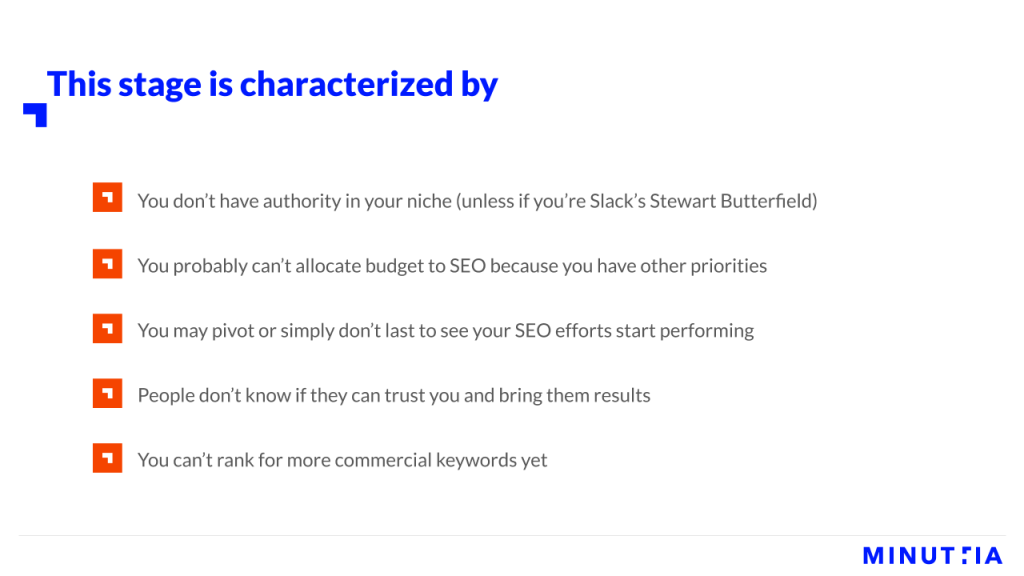 This stage is characterized by
You don’t have authority in your niche (unless if you’re Slack’s Stewart Butterfield)
You probably can’t allocate budget to SEO because you have other priorities
You may pivot or simply don’t last to see your SEO efforts start performing
People don’t know if they can trust you and bring them results
You can’t rank for more commercial keywords yet
MINUTTIA